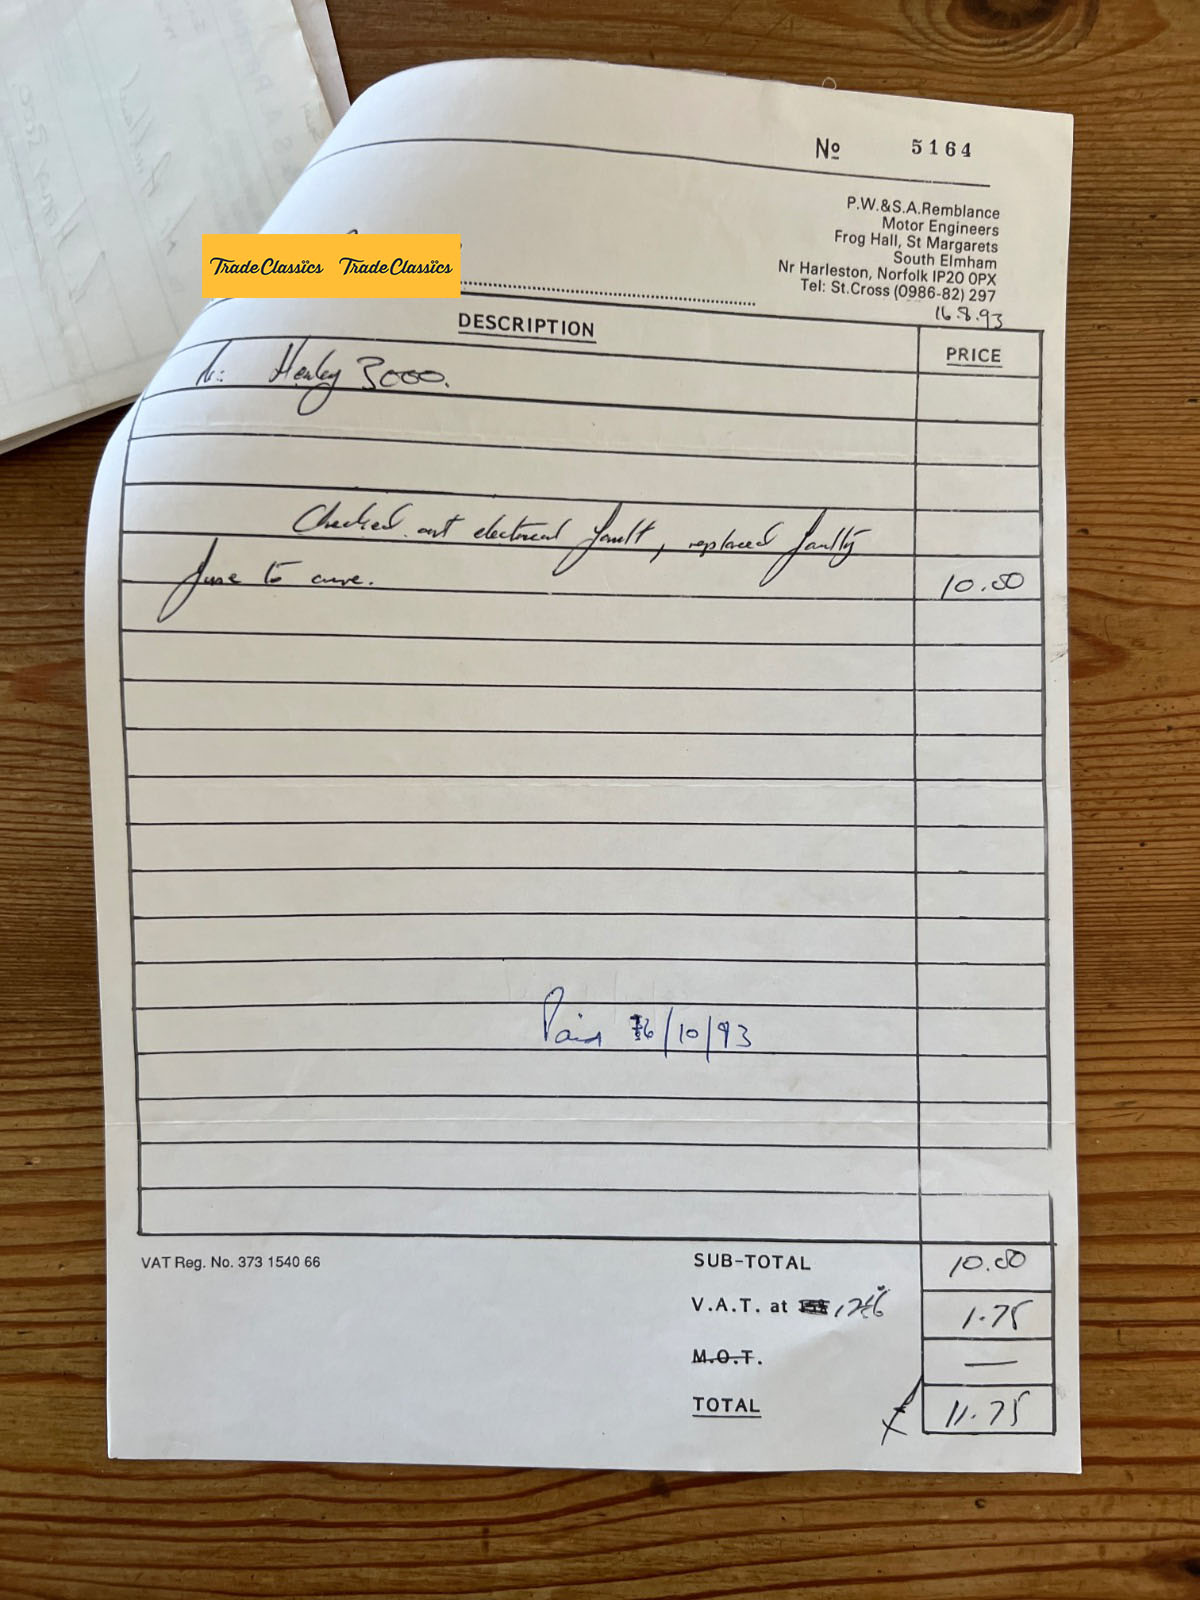 Nº 5164
P.W.&S.A.Remblance
Motor Engineers
Frog Hall, St Margarets
South Elmham
Nr Harleston, Norfolk IP20 0PX
Tel: St.Cross (0986-82) 297
16.8.93
TradeClassics TradeClassics
DESCRIPTION PRICE
Healey 3000.
Checked out electrical fault, replaced faulty
fuse to cure. 10.00
Paid /10/93
VAT Reg. No. 373 1540 66
SUB-TOTAL 10.00
V.A.T. at 1.75
M.O.T. —
TOTAL £ 11.75